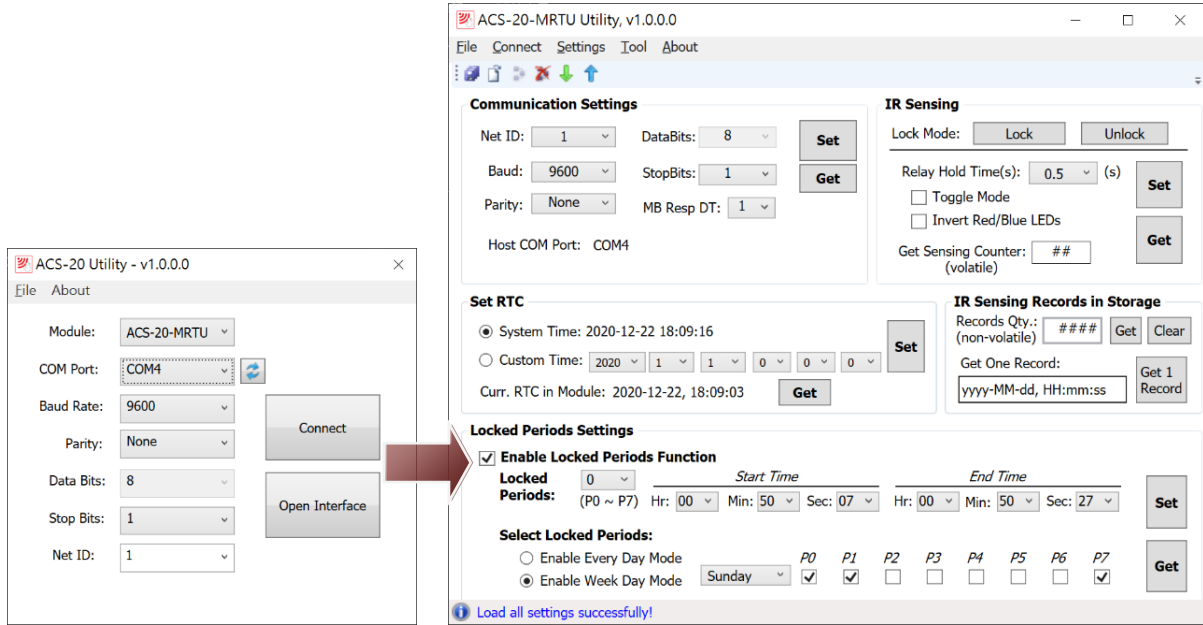 ACS-20 Utility - v1.0.0.0
File About
Module: ACS-20-MRTU
COM Port: COM4
Baud Rate: 9600
Parity: None
Data Bits: 8
Stop Bits: 1
Net ID: 1
Connect
Open Interface
ACS-20-MRTU Utility, v1.0.0.0
File Connect Settings Tool About
Communication Settings
Net ID: 1 DataBits: 8 Set
Baud: 9600 StopBits: 1 Get
Parity: None MB Resp DT: 1
Host COM Port: COM4
IR Sensing
Lock Mode: Lock Unlock
Relay Hold Time(s): 0.5 (s) Set
Toggle Mode
Invert Red/Blue LEDs
Get Sensing Counter: ## Get
(volatile)
Set RTC
System Time: 2020-12-22 18:09:16
Custom Time: 2020 1 1 0 0 0 Set
Curr. RTC in Module: 2020-12-22, 18:09:03 Get
IR Sensing Records in Storage
Records Qty.: #### Get Clear
(non-volatile)
Get One Record:
yyyy-MM-dd, HH:mm:ss
Get 1
Record
Locked Periods Settings
Enable Locked Periods Function
Locked Periods: 0 Start Time End Time
(P0 ~ P7) Hr: 00 Min: 50 Sec: 07 Hr: 00 Min: 50 Sec: 27 Set
Select Locked Periods:
Enable Every Day Mode P0 P1 P2 P3 P4 P5 P6 P7
Enable Week Day Mode Sunday Get
Load all settings successfully!